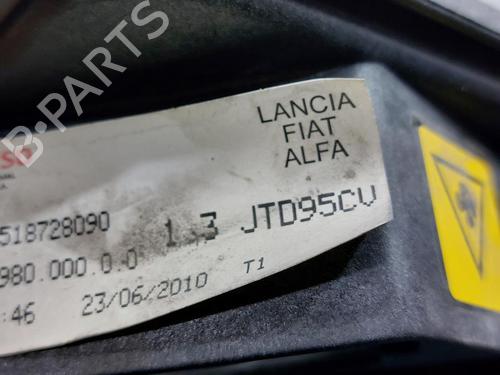 B-PARTS
LANCIA
FIAT
ALFA
518728090 1.3 JTD95CV
980.000.0.0
:46 23/06/2010 T1